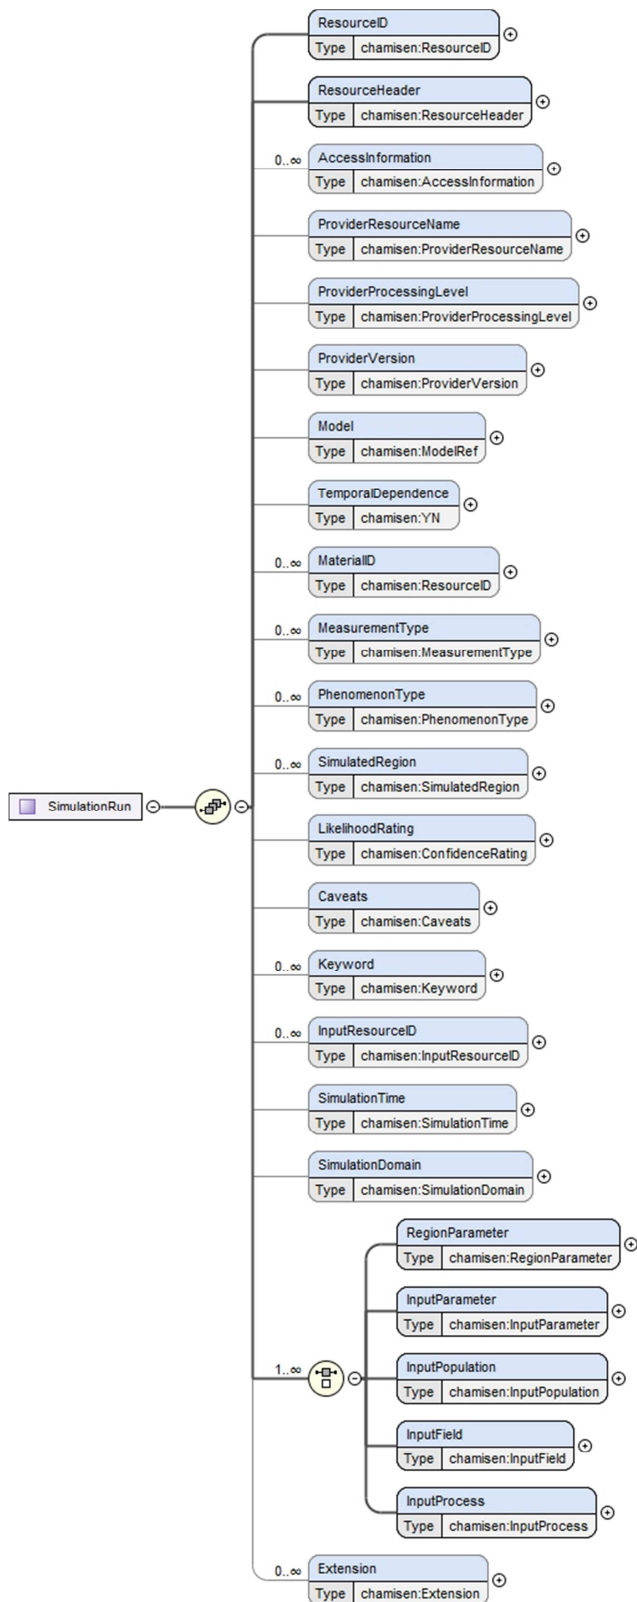 ResourceID
Type chamisen:ResourceID
ResourceHeader
Type chamisen:ResourceHeader
0..∞ AccessInformation
Type chamisen:AccessInformation
ProviderResourceName
Type chamisen:ProviderResourceName
ProviderProcessingLevel
Type chamisen:ProviderProcessingLevel
ProviderVersion
Type chamisen:ProviderVersion
Model
Type chamisen:ModelRef
TemporalDependence
Type chamisen:YN
0..∞ MaterialID
Type chamisen:ResourceID
0..∞ MeasurementType
Type chamisen:MeasurementType
0..∞ PhenomenonType
Type chamisen:PhenomenonType
0..∞ SimulatedRegion
Type chamisen:SimulatedRegion
SimulationRun
LikelihoodRating
Type chamisen:ConfidenceRating
Caveats
Type chamisen:Caveats
0..∞ Keyword
Type chamisen:Keyword
0..∞ InputResourceID
Type chamisen:InputResourceID
SimulationTime
Type chamisen:SimulationTime
SimulationDomain
Type chamisen:SimulationDomain
RegionParameter
Type chamisen:RegionParameter
InputParameter
Type chamisen:InputParameter
1..∞
InputPopulation
Type chamisen:InputPopulation
InputField
Type chamisen:InputField
InputProcess
Type chamisen:InputProcess
0..∞ Extension
Type chamisen:Extension